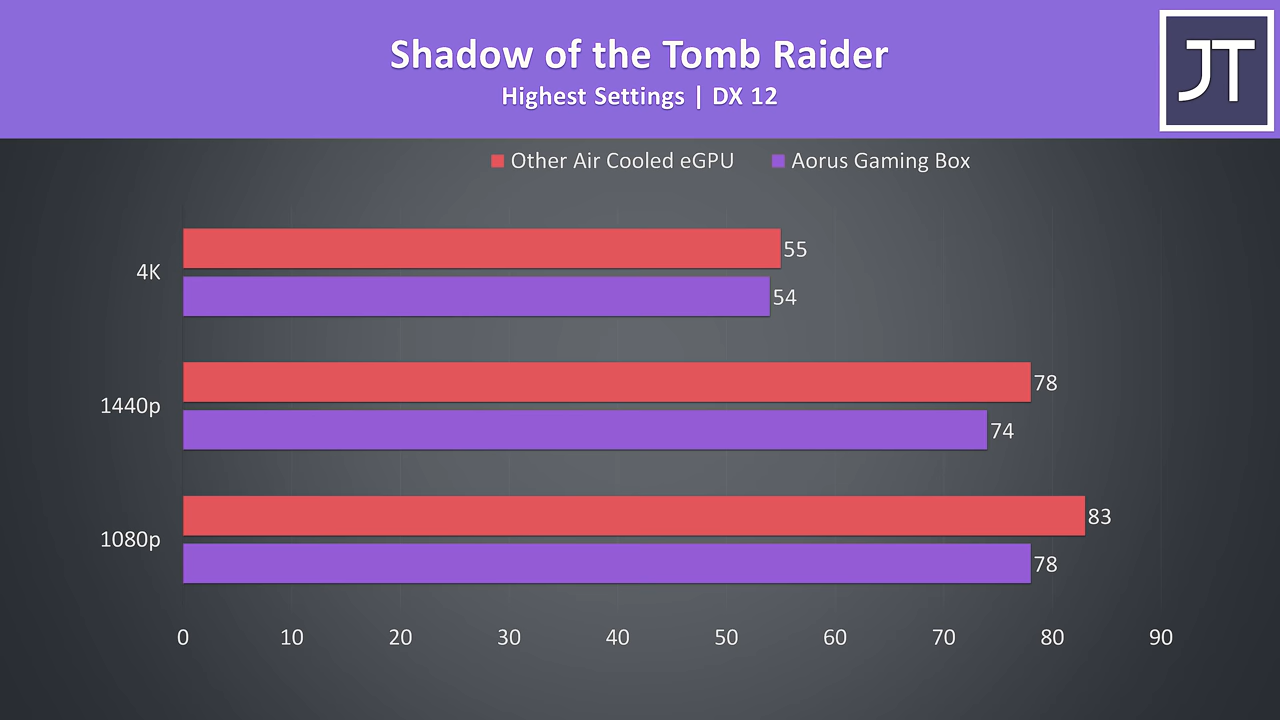 Shadow of the Tomb Raider
Highest Settings | DX 12
JT
Other Air Cooled eGPU
Aorus Gaming Box
4K
55
54
1440p
78
74
1080p
83
78
0 10 20 30 40 50 60 70 80 90